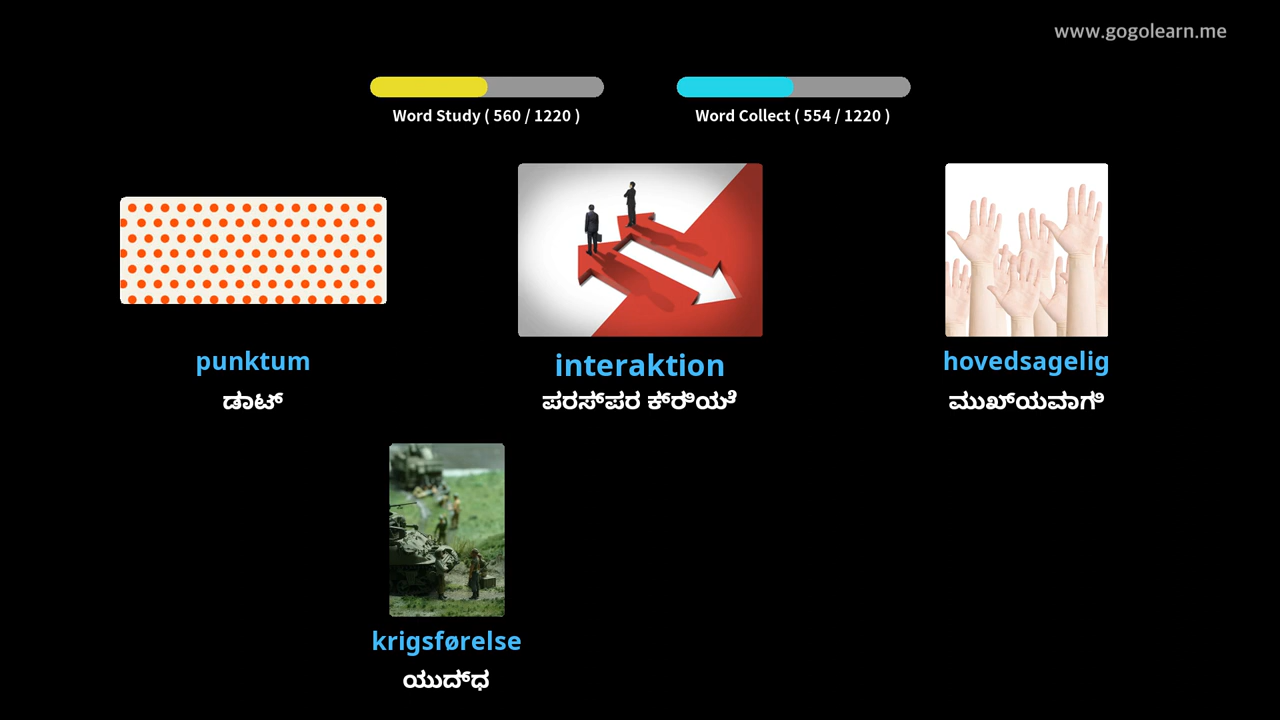 www.gogolearn.me
Word Study ( 560 / 1220 )
Word Collect ( 554 / 1220 )
punktum
interaktion
hovedsagelig
ಡಾಟ್
ಪರಸ್ಪರ ಕ್ರಿಯೆ
ಮುಖ್ಯವಾಗಿ
krigsførelse
ಯುದ್ಧ